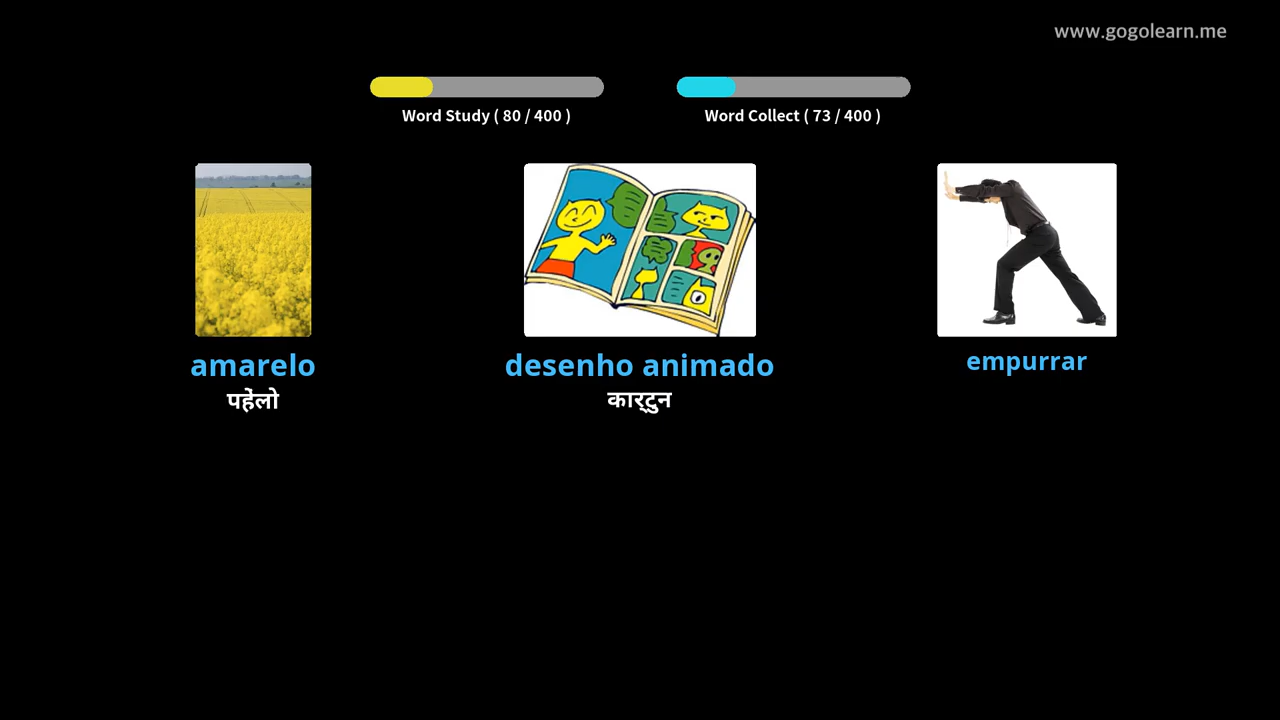 www.gogolearn.me
Word Study ( 80 / 400 )
Word Collect ( 73 / 400 )
amarelo
पहेंलो
desenho animado
कार्टुन
empurrar